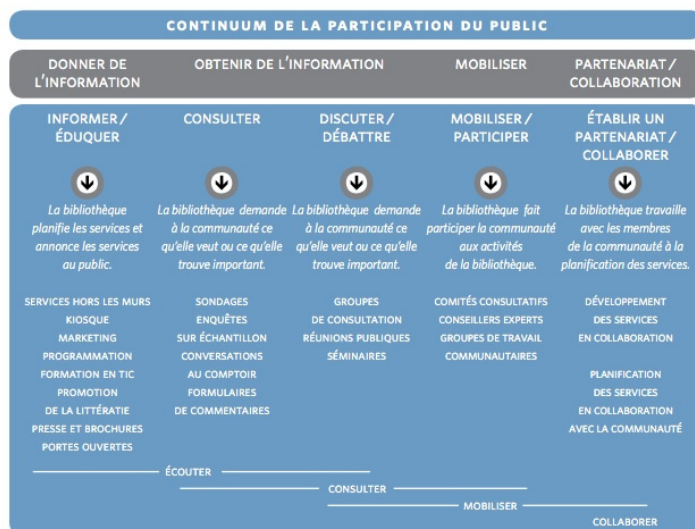 CONTINUUM DE LA PARTICIPATION DU PUBLIC
DONNER DE
L'INFORMATION
OBTENIR DE L'INFORMATION
MOBILISER
PARTENARIAT /
COLLABORATION
INFORMER /
ÉDUQUER
La bibliothèque
planifie les services et
annonce les services
au public.
SERVICES HORS LES MURS
KIOSQUE
MARKETING
PROGRAMMATION
FORMATION EN TIC
PROMOTION
DE LA LITTÉRATIE
PRESSE ET BROCHURES
PORTES OUVERTES
CONSULTER
La bibliothèque demande
à la communauté ce
qu'elle veut ou ce qu'elle
trouve important.
SONDAGES
ENQUÊTES
SUR ÉCHANTILLON
CONVERSATIONS
AU COMPTOIR
FORMULAIRES
DE COMMENTAIRES
DISCUTER /
DÉBATTRE
La bibliothèque demande
à la communauté ce
qu'elle veut ou ce qu'elle
trouve important.
GROUPES
DE CONSULTATION
RÉUNIONS PUBLIQUES
SÉMINAIRES
MOBILISER /
PARTICIPER
La bibliothèque fait
participer la communauté
aux activités
de la bibliothèque.
COMITÉS CONSULTATIFS
CONSEILLERS EXPERTS
GROUPES DE TRAVAIL
COMMUNAUTAIRES
ÉTABLIR UN
PARTENARIAT /
COLLABORER
La bibliothèque travaille
avec les membres
de la communauté à la
planification des services.
DÉVELOPPEMENT
DES SERVICES
EN COLLABORATION
PLANIFICATION
DES SERVICES
EN COLLABORATION
AVEC LA COMMUNAUTÉ
ÉCOUTER
CONSULTER
MOBILISER
COLLABORER